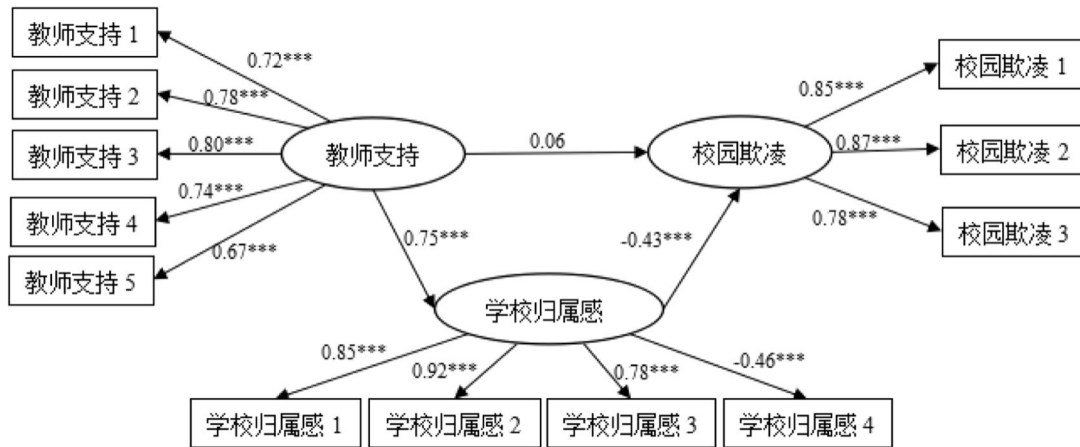 教师支持 1
教师支持 2
教师支持 3
教师支持 4
教师支持 5
0.72***
0.78***
0.80***
0.74***
0.67***
教师支持
0.06
校园欺凌
0.85***
0.87***
0.78***
校园欺凌 1
校园欺凌 2
校园欺凌 3
0.75***
-0.43***
学校归属感
0.85***
0.92***
0.78***
-0.46***
学校归属感 1
学校归属感 2
学校归属感 3
学校归属感 4